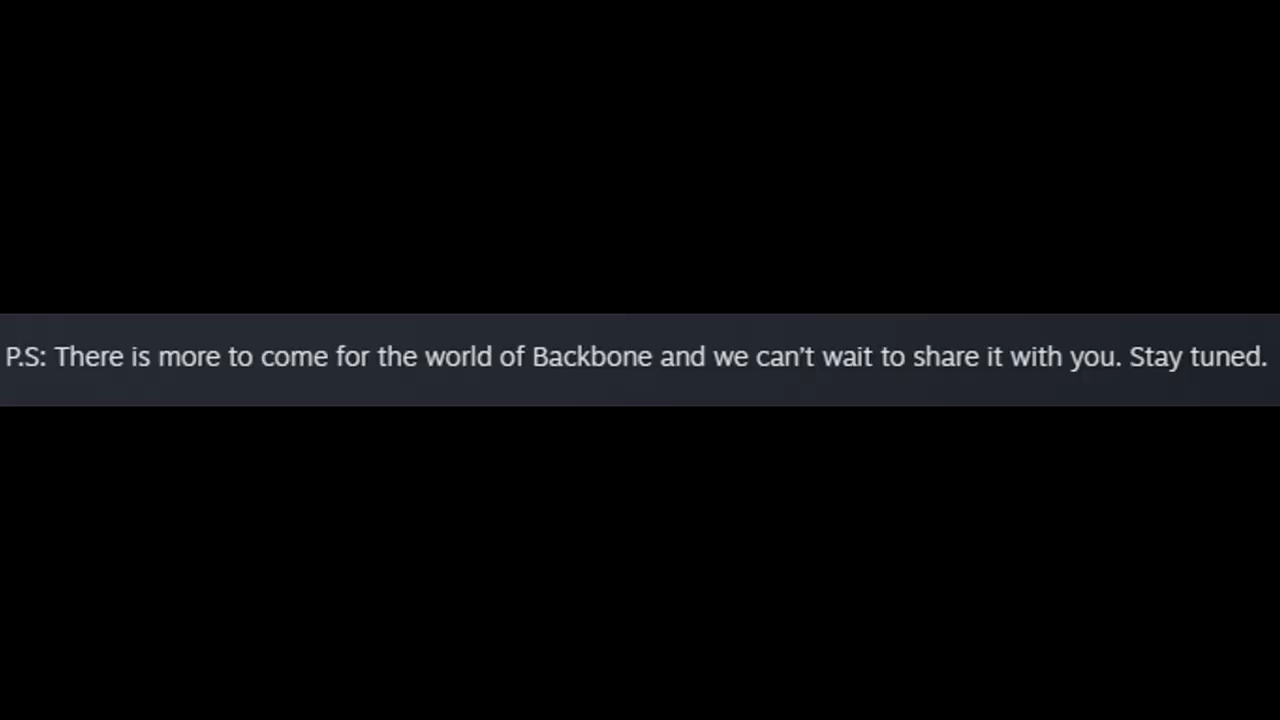 P.S: There is more to come for the world of Backbone and we can’t wait to share it with you. Stay tuned.